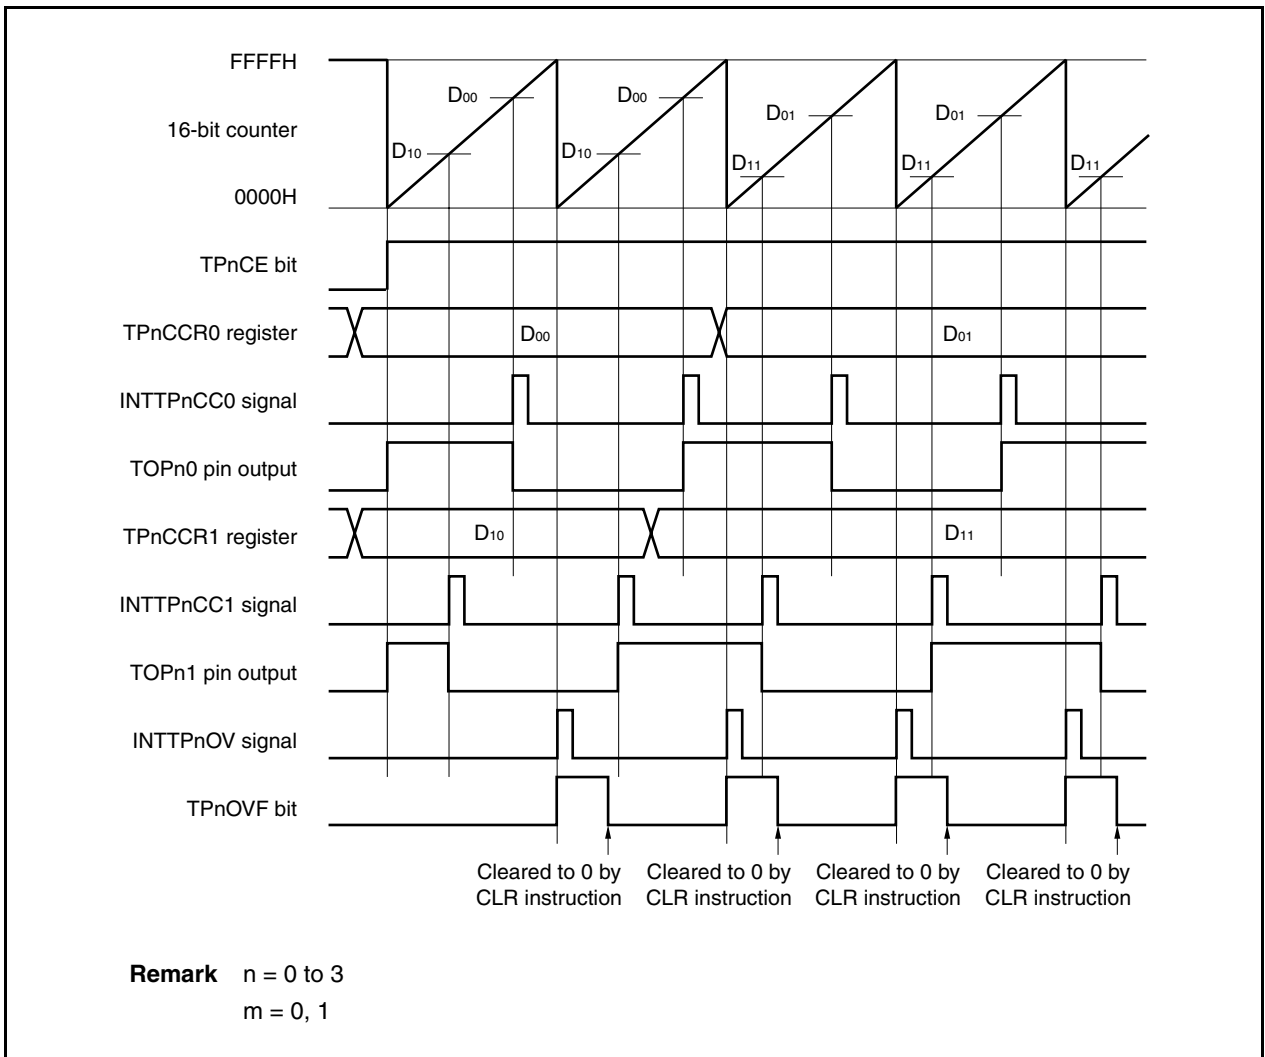 FFFFH
D00 D00
D01 D01
16-bit counter
D10 D10
D11 D11 D11
0000H
TPnCE bit
TPnCCR0 register D00 D01
INTTPnCC0 signal
TOPn0 pin output
TPnCCR1 register D10 D11
INTTPnCC1 signal
TOPn1 pin output
INTTPnOV signal
TPnOVF bit
Cleared to 0 by Cleared to 0 by Cleared to 0 by Cleared to 0 by
CLR instruction CLR instruction CLR instruction CLR instruction
Remark n = 0 to 3
m = 0, 1